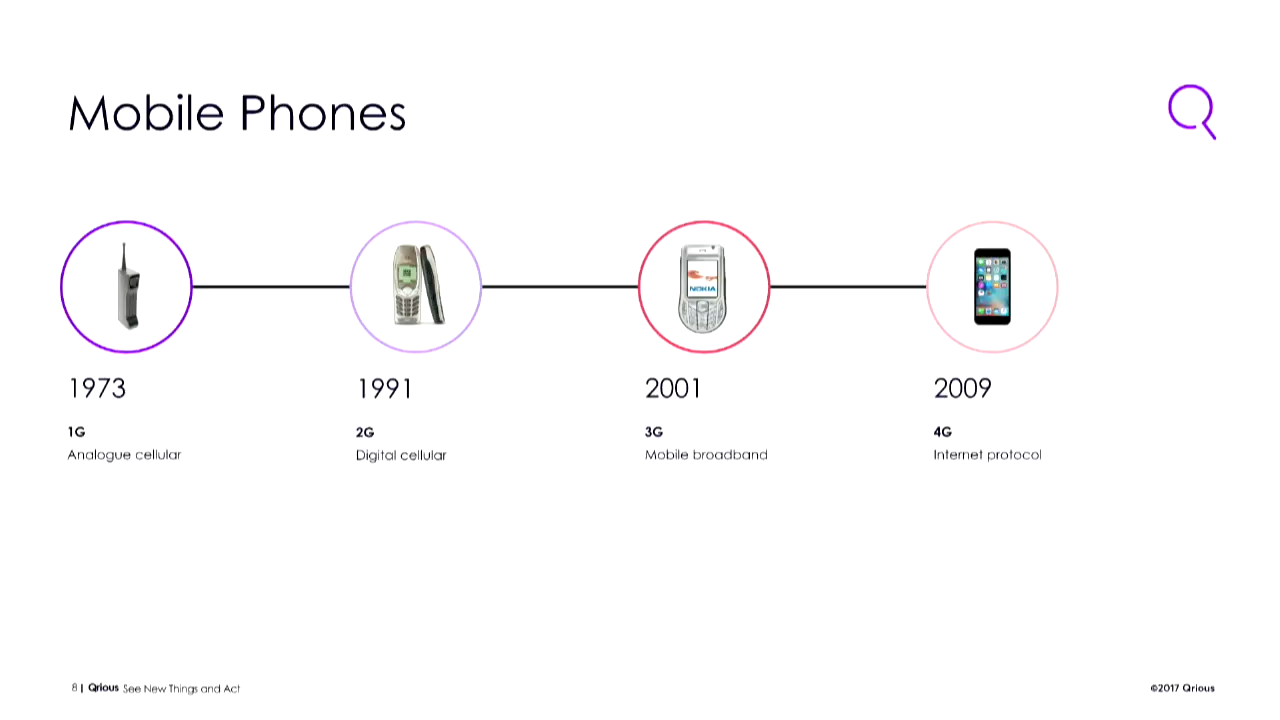 Mobile Phones
NOKIA
1973
1991
2001
2009
1G
2G
3G
4G
Analogue cellular
Digital cellular
Mobile broadband
Internet protocol
8 | Qrious See New Things and Act
©2017 Qrious